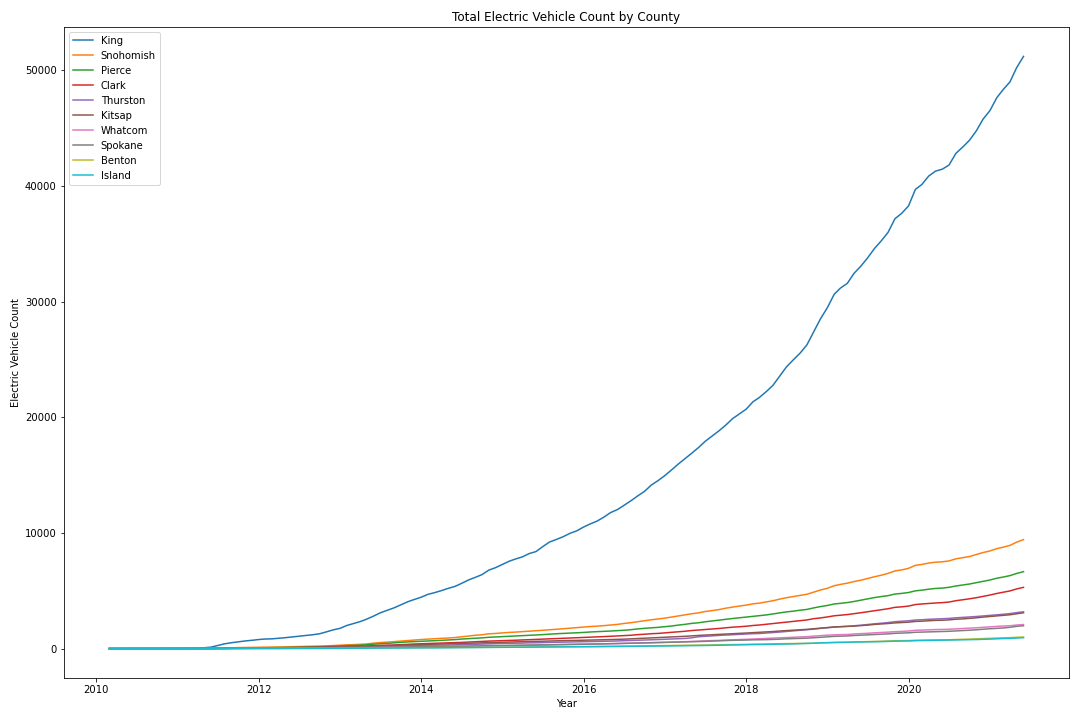 Total Electric Vehicle Count by County
King
Snohomish
Pierce
Clark
Thurston
Kitsap
Whatcom
Spokane
Benton
Island
Electric Vehicle Count
50000
40000
30000
20000
10000
0
2010 2012 2014 2016 2018 2020
Year